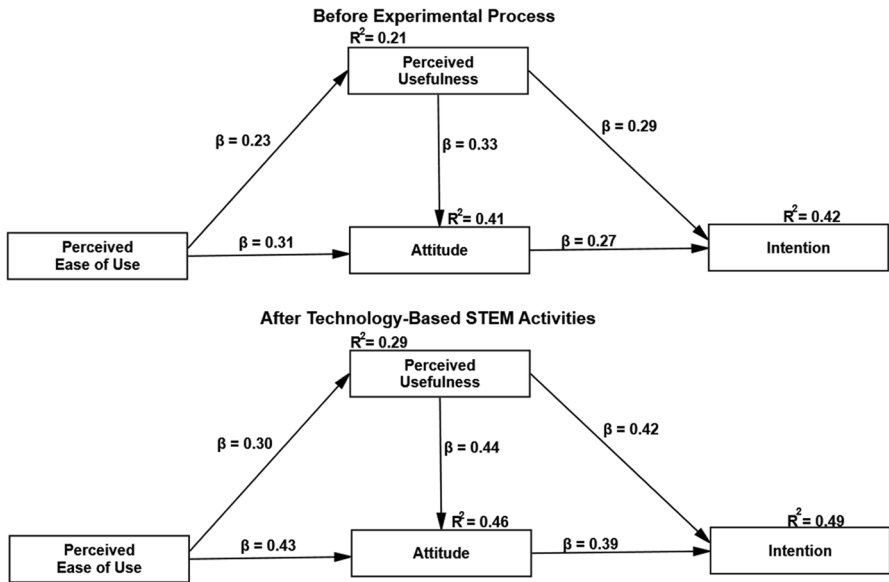 Before Experimental Process
R²= 0.21
Perceived
Usefulness
β = 0.23
β = 0.33
β = 0.29
R²= 0.41
R²= 0.42
Perceived
Ease of Use
β = 0.31
Attitude
β = 0.27
Intention
After Technology-Based STEM Activities
R²= 0.29
Perceived
Usefulness
β = 0.30
β = 0.44
β = 0.42
R²= 0.46
R²= 0.49
Perceived
Ease of Use
β = 0.43
Attitude
β = 0.39
Intention